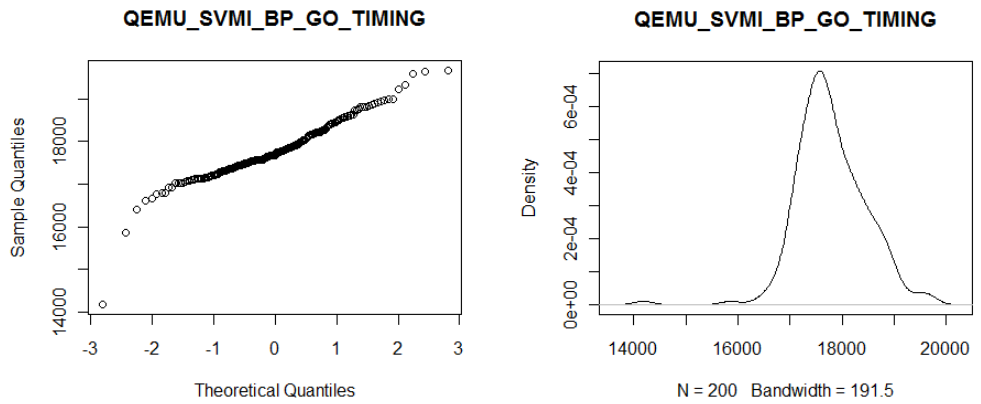 QEMU_SVMI_BP_GO_TIMING
Sample Quantiles
18000
16000
14000
-3 -2 -1 0 1 2 3
Theoretical Quantiles
QEMU_SVMI_BP_GO_TIMING
Density
6e-04
4e-04
2e-04
0e+00
14000 16000 18000 20000
N = 200 Bandwidth = 191.5